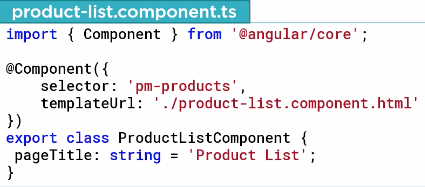 product-list.component.ts
import { Component } from '@angular/core';
@Component({
    selector: 'pm-products',
    templateUrl: './product-list.component.html'
})
export class ProductListComponent {
 pageTitle: string = 'Product List';
}